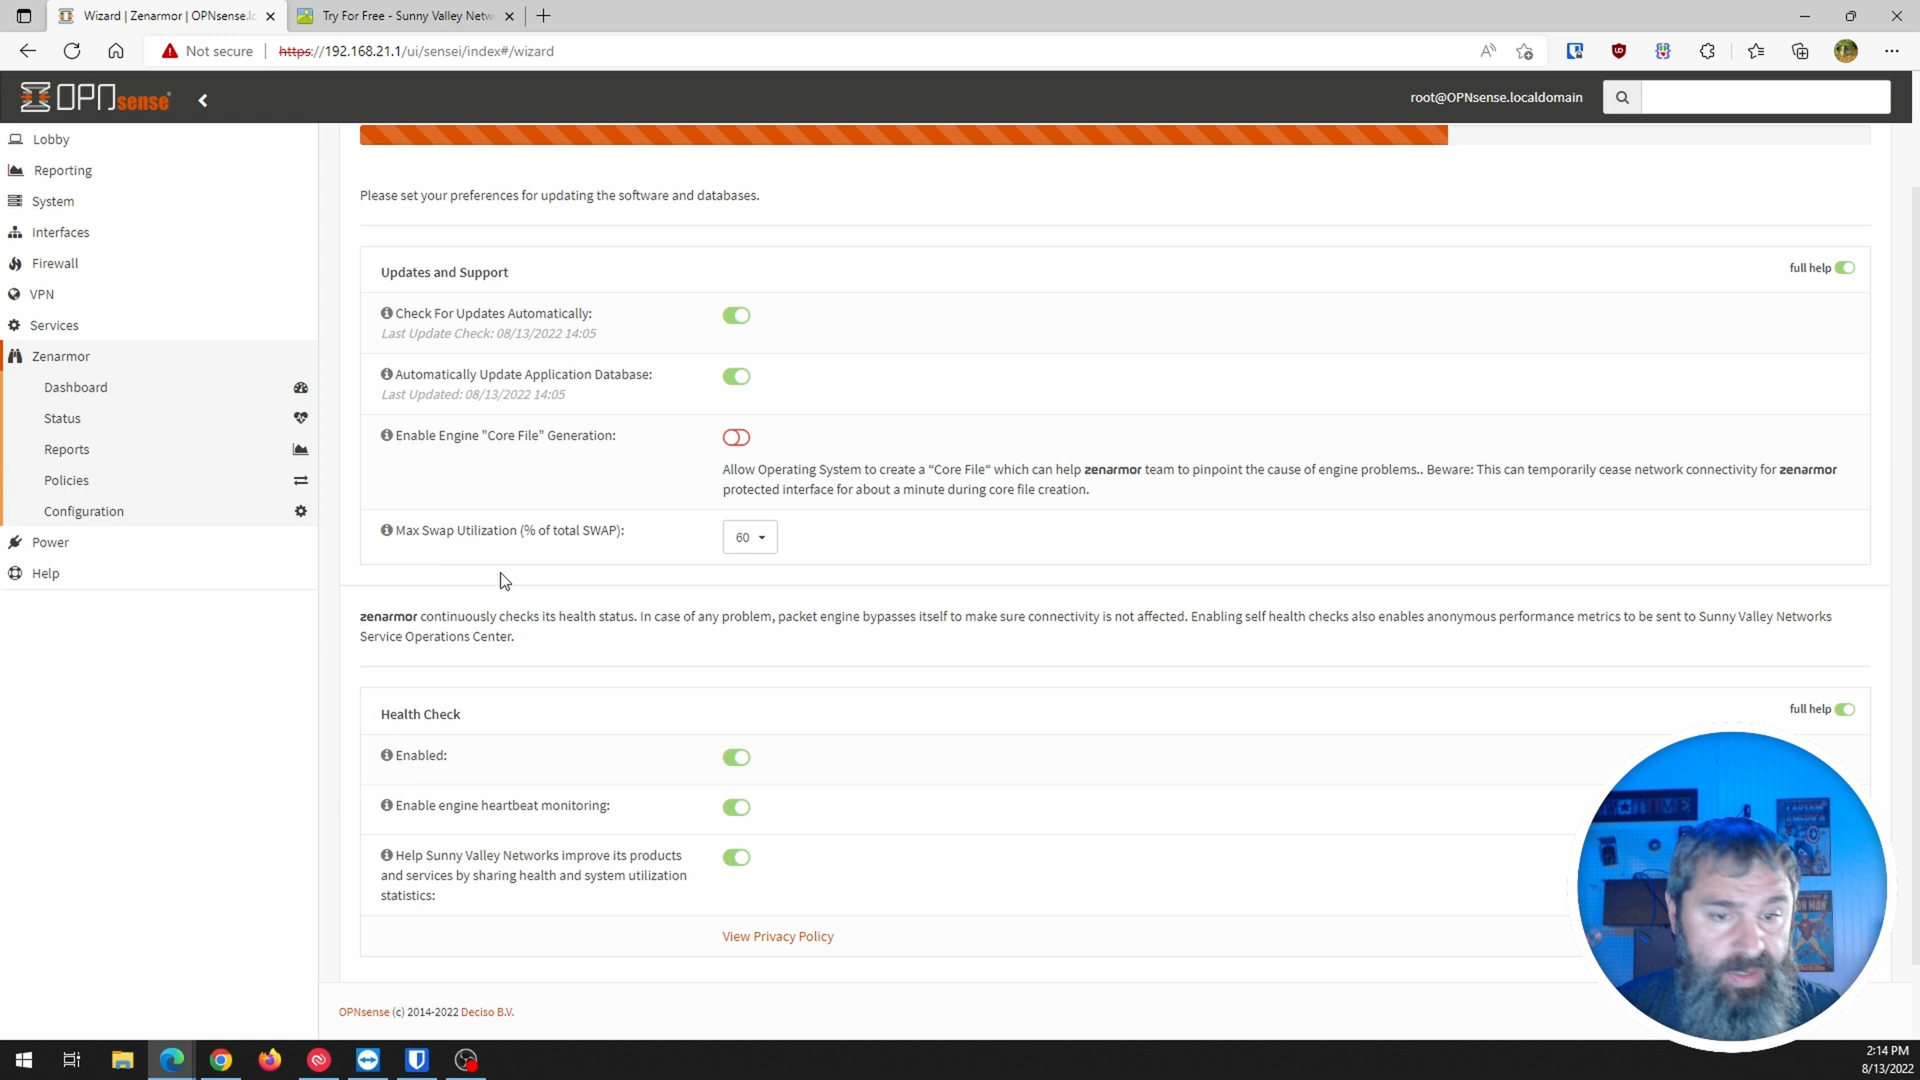 Wizard | Zenarmor | OPNsense.lo
Try For Free - Sunny Valley Netw
Not secure
https://192.168.21.1/ui/sensei/index#/wizard
OPNsense
root@OPNsense.localdomain
Lobby
Reporting
System
Interfaces
Firewall
VPN
Services
Zenarmor
Dashboard
Status
Reports
Policies
Configuration
Power
Help
Please set your preferences for updating the software and databases.
Updates and Support
full help
Check For Updates Automatically:
Last Update Check: 08/13/2022 14:05
Automatically Update Application Database:
Last Updated: 08/13/2022 14:05
Enable Engine "Core File" Generation:
Allow Operating System to create a “Core File“ which can help zenarmor team to pinpoint the cause of engine problems.. Beware: This can temporarily cease network connectivity for zenarmor
protected interface for about a minute during core file creation.
Max Swap Utilization (% of total SWAP):
60
zenarmor continuously checks its health status. In case of any problem, packet engine bypasses itself to make sure connectivity is not affected. Enabling self health checks also enables anonymous performance metrics to be sent to Sunny Valley Networks
Service Operations Center.
Health Check
full help
Enabled:
Enable engine heartbeat monitoring:
Help Sunny Valley Networks improve its products
and services by sharing health and system utilization
statistics:
View Privacy Policy
OPNsense (c) 2014-2022 Deciso B.V.
2:14 PM
8/13/2022